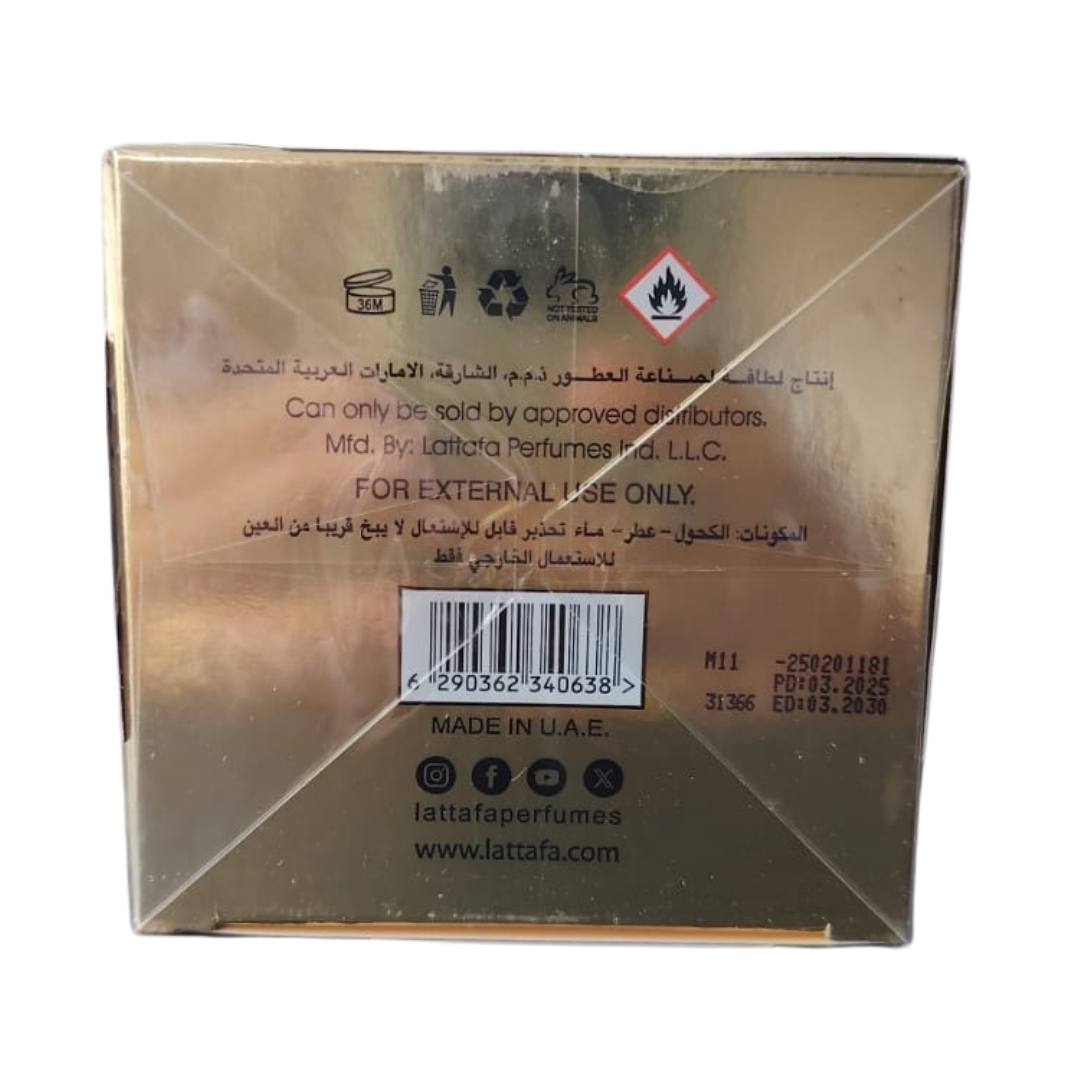 36M
NOT TESTED
ON ANIMALS
إنتاج لطافة لصناعة العطور ذ.م.م، الشارقة، الامارات العربية المتحدة
Can only be sold by approved distributors.
Mfd. By: Lattafa Perfumes Ind. L.L.C.
FOR EXTERNAL USE ONLY.
المكونات: الكحول - عطر - ماء تحذير قابل للإشتعال لا يبخ قريبا من العين
للاستعمال الخارجي فقط
6 290362 340638 >
M11 -250201181
PD:03.2025
31366 ED:03.2030
MADE IN U.A.E.
lattafaperfumes
www.lattafa.com